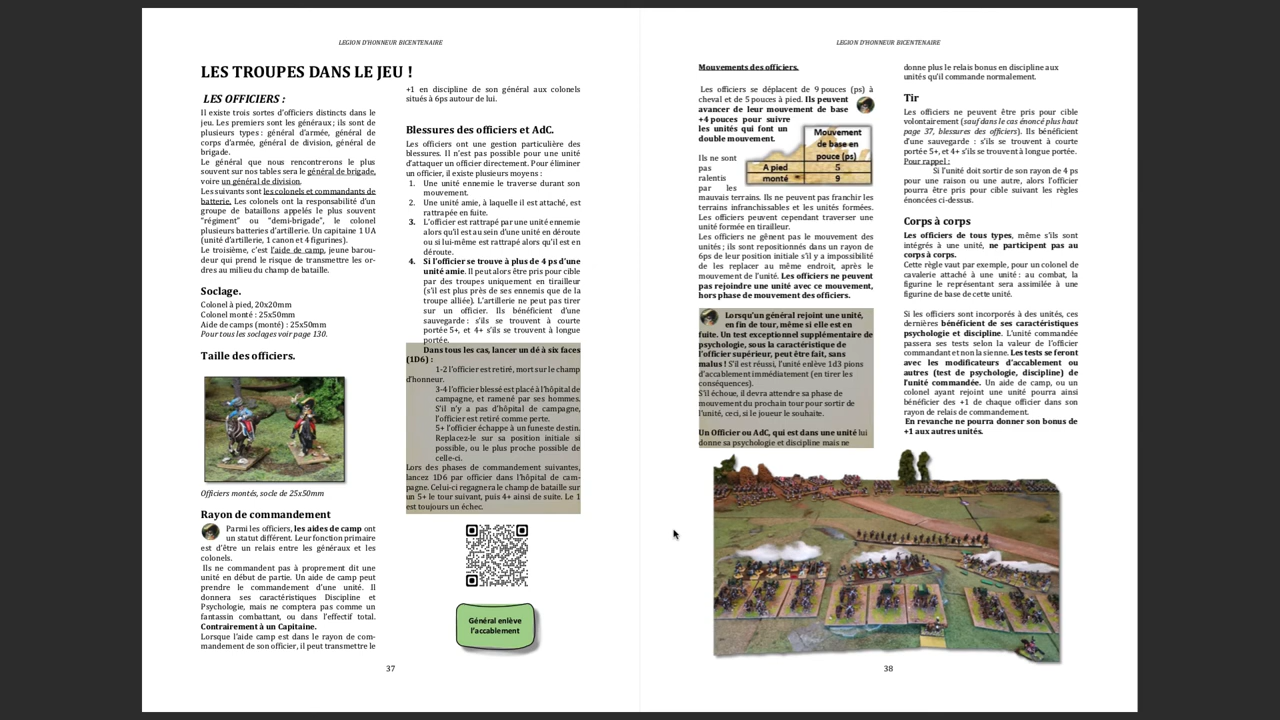 LEGION D'HONNEUR BICENTENAIRE
LES TROUPES DANS LE JEU !
LES OFFICIERS :
Il existe trois sortes d'officiers distincts dans le
jeu. Les premiers sont les généraux ; ils sont de
plusieurs types : général d'armée, général de
corps d'armée, général de division, général de
brigade.
Le général que nous rencontrerons le plus
souvent sur nos tables sera le général de brigade,
voire un général de division.
Les suivants sont les colonels et commandants de
batterie. Les colonels ont la responsabilité d'un
groupe de bataillons appelés le plus souvent
"régiment" ou "demi-brigade", le colonel
plusieurs batteries d'artillerie. Un capitaine 1 UA
(unité d'artillerie, 1 canon et 4 figurines).
Le troisième, c'est l'aide de camp, jeune barou-
deur qui prend le risque de transmettre les or-
dres au milieu du champ de bataille.
Soclage.
Colonel à pied, 20x20mm
Colonel monté : 25x50mm
Aide de camps (monté) : 25x50mm
Pour tous les soclages voir page 130.
Taille des officiers.
Officiers montés, socle de 25x50mm
Rayon de commandement
Parmi les officiers, les aides de camp ont
un statut différent. Leur fonction primaire
est d'être un relais entre les généraux et les
colonels.
Ils ne commandent pas à proprement dite une
unité en début de partie. Un aide de camp peut
prendre le commandement d'une unité. Il
donnera ses caractéristiques Discipline et
Psychologie, mais ne comptera pas comme un
fantassin combattant, ou dans l'effectif total.
Contrairement à un Capitaine.
Lorsque l'aide camp est dans le rayon de com-
mandement de son officier, il peut transmettre le
+1 en discipline de son général aux colonels
situés à 6ps autour de lui.
Blessures des officiers et AdC.
Les officiers ont une gestion particulière des
blessures. Il n'est pas possible pour une unité
d'attaquer un officier directement. Pour éliminer
un officier, il existe plusieurs moyens :
1. Une unité ennemie le traverse durant son
mouvement.
2. Une unité amie, à laquelle il est attaché, est
rattrapée en fuite.
3. L'officier est rattrapé par une unité ennemie
alors qu'il est au sein d'une unité en déroute
ou si lui-même est rattrapé alors qu'il est en
déroute.
4. Si l'officier se trouve à plus de 4 ps d'une
unité amie. Il peut alors être pris pour cible
par des troupes uniquement en tirailleur
(s'il est plus près de ses ennemis que de la
troupe alliée). L'artillerie ne peut pas tirer
sur un officier. Ils bénéficient d'une
sauvegarde : s'ils se trouvent à courte
portée 5+, et 4+ s'ils se trouvent à longue
portée.
Dans tous les cas, lancer un dé à six faces
(1D6) :
1-2 l'officier est retiré, mort sur le champ
d'honneur.
3-4 l'officier blessé est placé à l'hôpital de
campagne, et ramené par ses hommes.
S'il n'y a pas d'hôpital de campagne,
l'officier est retiré comme perte.
5+ l'officier échappe à un funeste destin.
Replacez-le sur sa position initiale si
possible, ou le plus proche possible de
celle-ci.
Lors des phases de commandement suivantes,
lancez 1D6 par officier dans l'hôpital de cam-
pagne. Celui-ci regagnera le champ de bataille sur
un 5+ le tour suivant, puis 4+ ainsi de suite. Le 1
est toujours un échec.
Général enlève
l'accablement
37
LEGION D'HONNEUR BICENTENAIRE
Mouvements des officiers.
Les officiers se déplacent de 9 pouces (ps) à
cheval et de 5 pouces à pied. Ils peuvent
avancer de leur mouvement de base
+4 pouces pour suivre
les unités qui font un
double mouvement.
Mouvement
de base en
pouce (ps)
A pied 5
monté 9
Ils ne sont
pas
ralentis
par les
mauvais terrains. Ils ne peuvent pas franchir les
terrains infranchissables et les unités formées.
Les officiers peuvent cependant traverser une
unité formée en tirailleur.
Les officiers ne gênent pas le mouvement des
unités ; ils sont repositionnés dans un rayon de
6ps de leur position initiale s'il y a impossibilité
de les replacer au même endroit, après le
mouvement de l'unité. Les officiers ne peuvent
pas rejoindre une unité avec ce mouvement,
hors phase de mouvement des officiers.
Lorsqu'un général rejoint une unité,
en fin de tour, même si elle est en
fuite. Un test exceptionnel supplémentaire de
psychologie, sous la caractéristique de
l'officier supérieur, peut être fait, sans
malus ! S'il est réussi, l'unité enlève 1d3 pions
d'accablement immédiatement (en tirer les
conséquences).
S'il échoue, il devra attendre sa phase de
mouvement du prochain tour pour sortir de
l'unité, ceci, si le joueur le souhaite.
Un Officier ou AdC, qui est dans une unité lui
donne sa psychologie et discipline mais ne
donne plus le relais bonus en discipline aux
unités qu'il commande normalement.
Tir
Les officiers ne peuvent être pris pour cible
volontairement (sauf dans le cas énoncé plus haut
page 37, blessures des officiers). Ils bénéficient
d'une sauvegarde : s'ils se trouvent à courte
portée 5+, et 4+ s'ils se trouvent à longue portée.
Pour rappel :
Si l'unité doit sortir de son rayon de 4 ps
pour une raison ou une autre, alors l'officier
pourra être pris pour cible suivant les règles
énoncées ci-dessus.
Corps à corps
Les officiers de tous types, même s'ils sont
intégrés à une unité, ne participent pas au
corps à corps.
Cette règle vaut par exemple, pour un colonel de
cavalerie attaché à une unité : au combat, la
figurine le représentant sera assimilée à une
figurine de base de cette unité.
Si les officiers sont incorporés à des unités, ces
dernières bénéficient de ses caractéristiques
psychologie et discipline. L'unité commandée
passera ses tests selon la valeur de l'officier
commandant et non la sienne. Les tests se feront
avec les modificateurs d'accablement ou
autres (test de psychologie, discipline) de
l'unité commandée. Un aide de camp, ou un
colonel ayant rejoint une unité pourra ainsi
bénéficier des +1 de chaque officier dans son
rayon de relais de commandement.
En revanche ne pourra donner son bonus de
+1 aux autres unités.
38